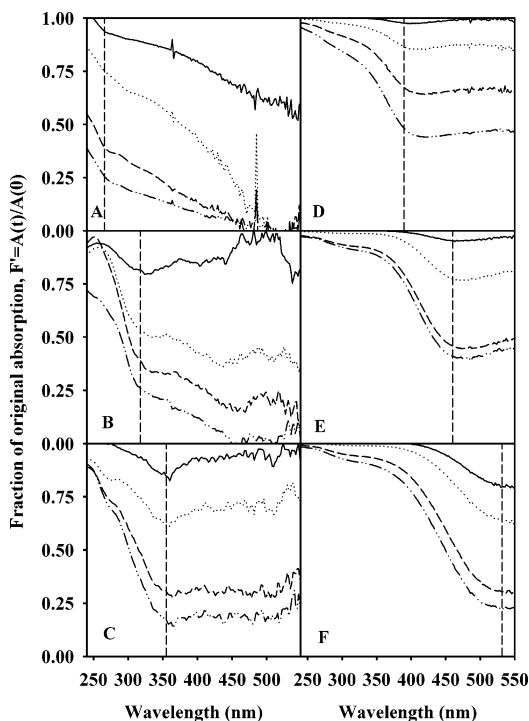 Fraction of original absorption, F'=A(t)/A(0)
1.00
0.75
0.50
0.25
0.00
0.75
0.50
0.25
0.00
0.75
0.50
0.25
0.00
A
B
C
D
E
F
250 300 350 400 450 500
250 300 350 400 450 500 550
Wavelength (nm)
Wavelength (nm)